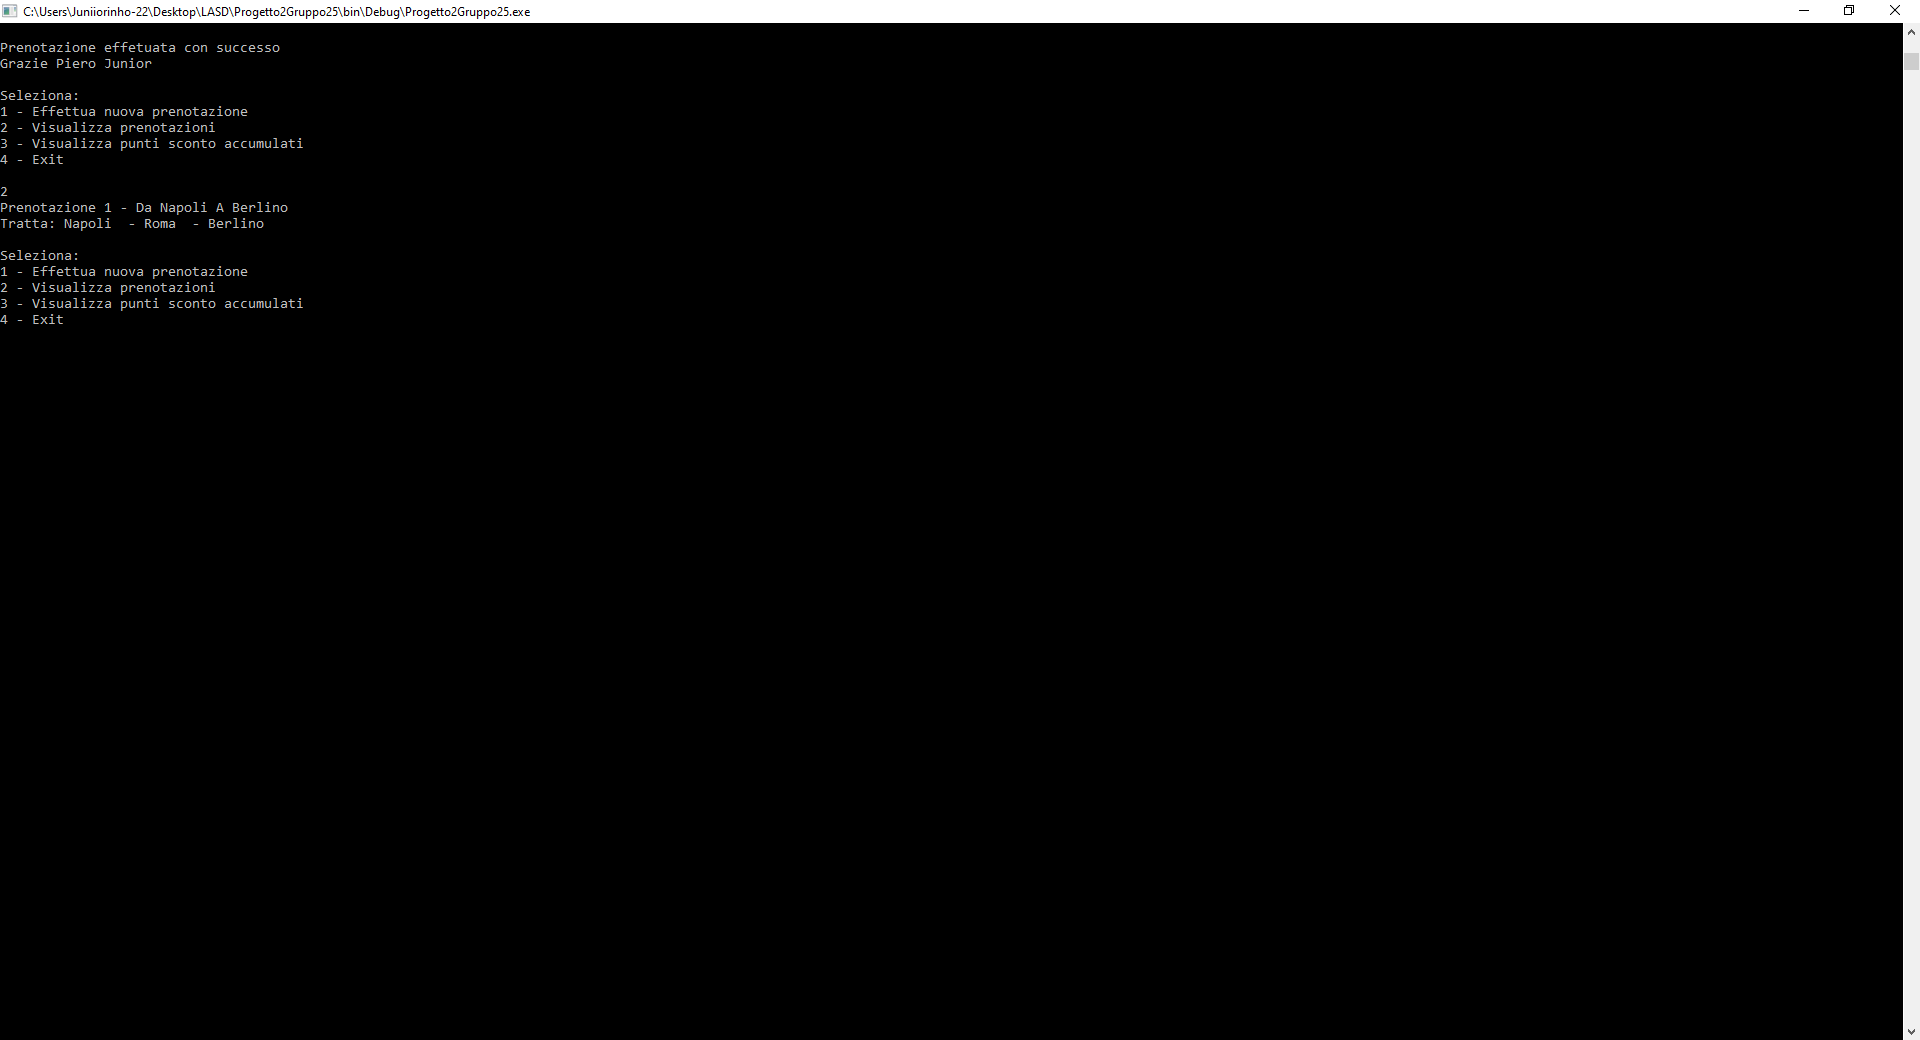 C:\Users\Juniiorinho-22\Desktop\LASD\Progetto2Gruppo25\bin\Debug\Progetto2Gruppo25.exe
Prenotazione effetuata con successo
Grazie Piero Junior
Seleziona:
1 - Effettua nuova prenotazione
2 - Visualizza prenotazioni
3 - Visualizza punti sconto accumulati
4 - Exit
2
Prenotazione 1 - Da Napoli A Berlino
Tratta: Napoli  - Roma  - Berlino
Seleziona:
1 - Effettua nuova prenotazione
2 - Visualizza prenotazioni
3 - Visualizza punti sconto accumulati
4 - Exit